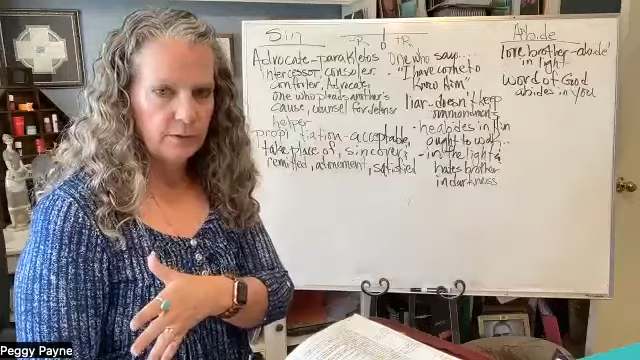 Sin
Advocate-parakletos
intercessor, consoler
comforter, Advocate,
one who pleads another's
cause, counsel for defense
helper
propitiation-acceptable,
take place of, sin cover,
remitted, atonement, satisfied
0
One who say....
- "I have come to
know Him"
liar-doesn't keep
commandments
- he abides in Him
ought to walk...
- in the light &
hates brother
in darkness
Abide
love brother-abide
in light
word of God
abides in you
Peggy Payne